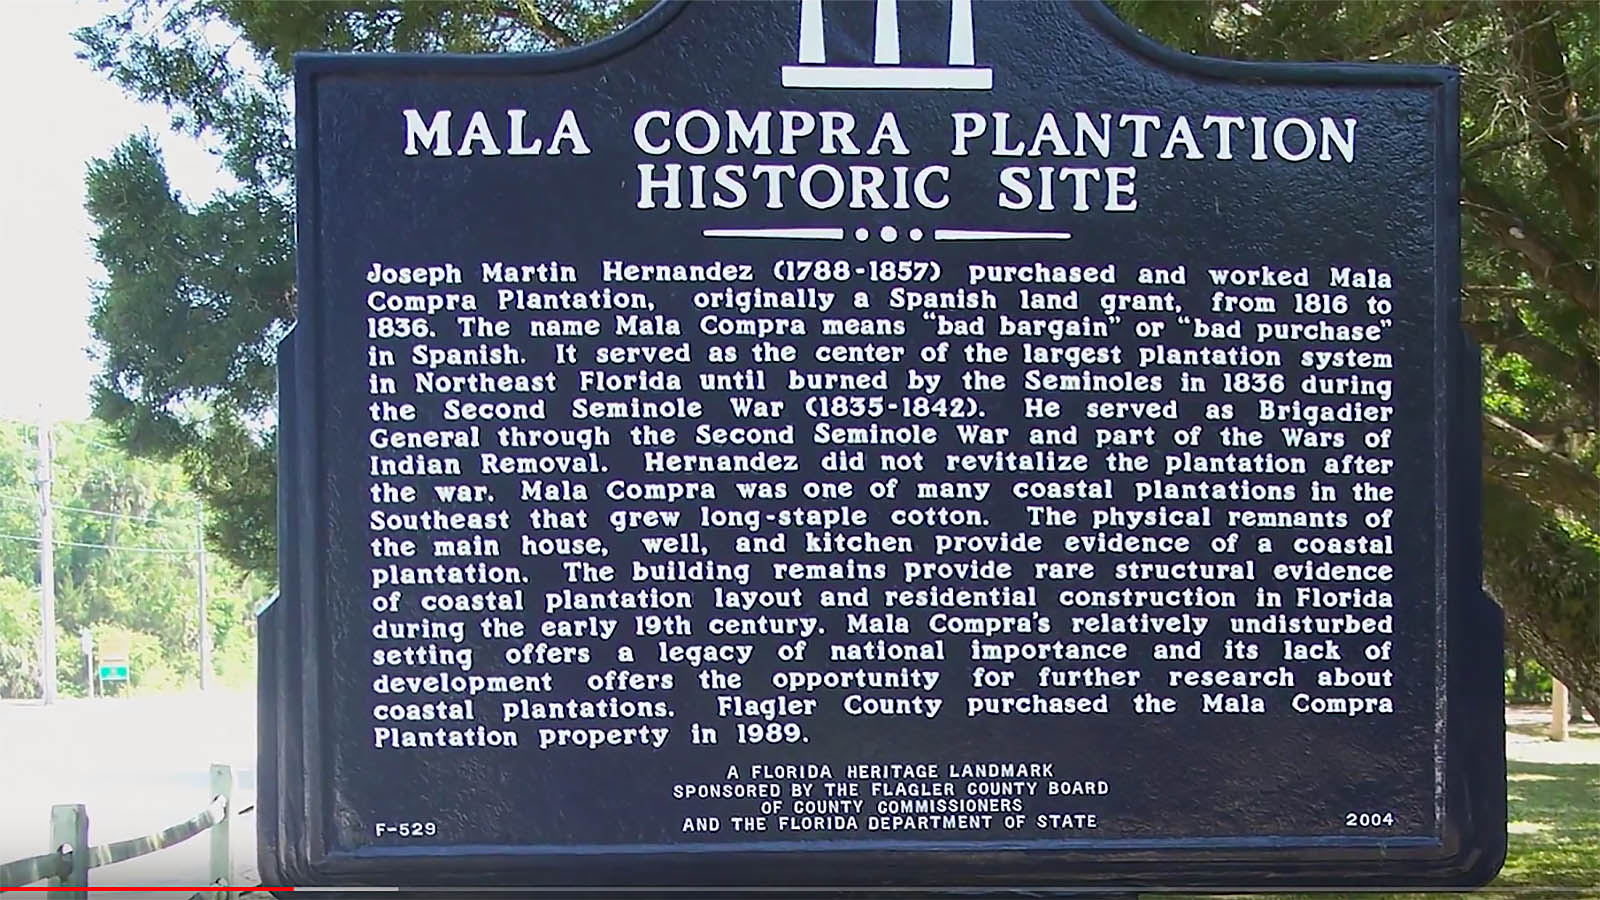 MALA COMPRA PLANTATION
HISTORIC SITE
Joseph Martin Hernandez (1788-1857) purchased and worked Mala
Compra Plantation, originally a Spanish land grant, from 1816 to
1836. The name Mala Compra means “bad bargain” or “bad purchase”
in Spanish. It served as the center of the largest plantation system
in Northeast Florida until burned by the Seminoles in 1836 during
the Second Seminole War (1835-1842). He served as Brigadier
General through the Second Seminole War and part of the Wars of
Indian Removal. Hernandez did not revitalize the plantation after
the war. Mala Compra was one of many coastal plantations in the
Southeast that grew long-staple cotton. The physical remnants of
the main house, well, and kitchen provide evidence of a coastal
plantation. The building remains provide rare structural evidence
of coastal plantation layout and residential construction in Florida
during the early 19th century. Mala Compra's relatively undisturbed
setting offers a legacy of national importance and its lack of
development offers the opportunity for further research about
coastal plantations. Flagler County purchased the Mala Compra
Plantation property in 1989.
A FLORIDA HERITAGE LANDMARK
SPONSORED BY THE FLAGLER COUNTY BOARD
OF COUNTY COMMISSIONERS
AND THE FLORIDA DEPARTMENT OF STATE
F-529
2004